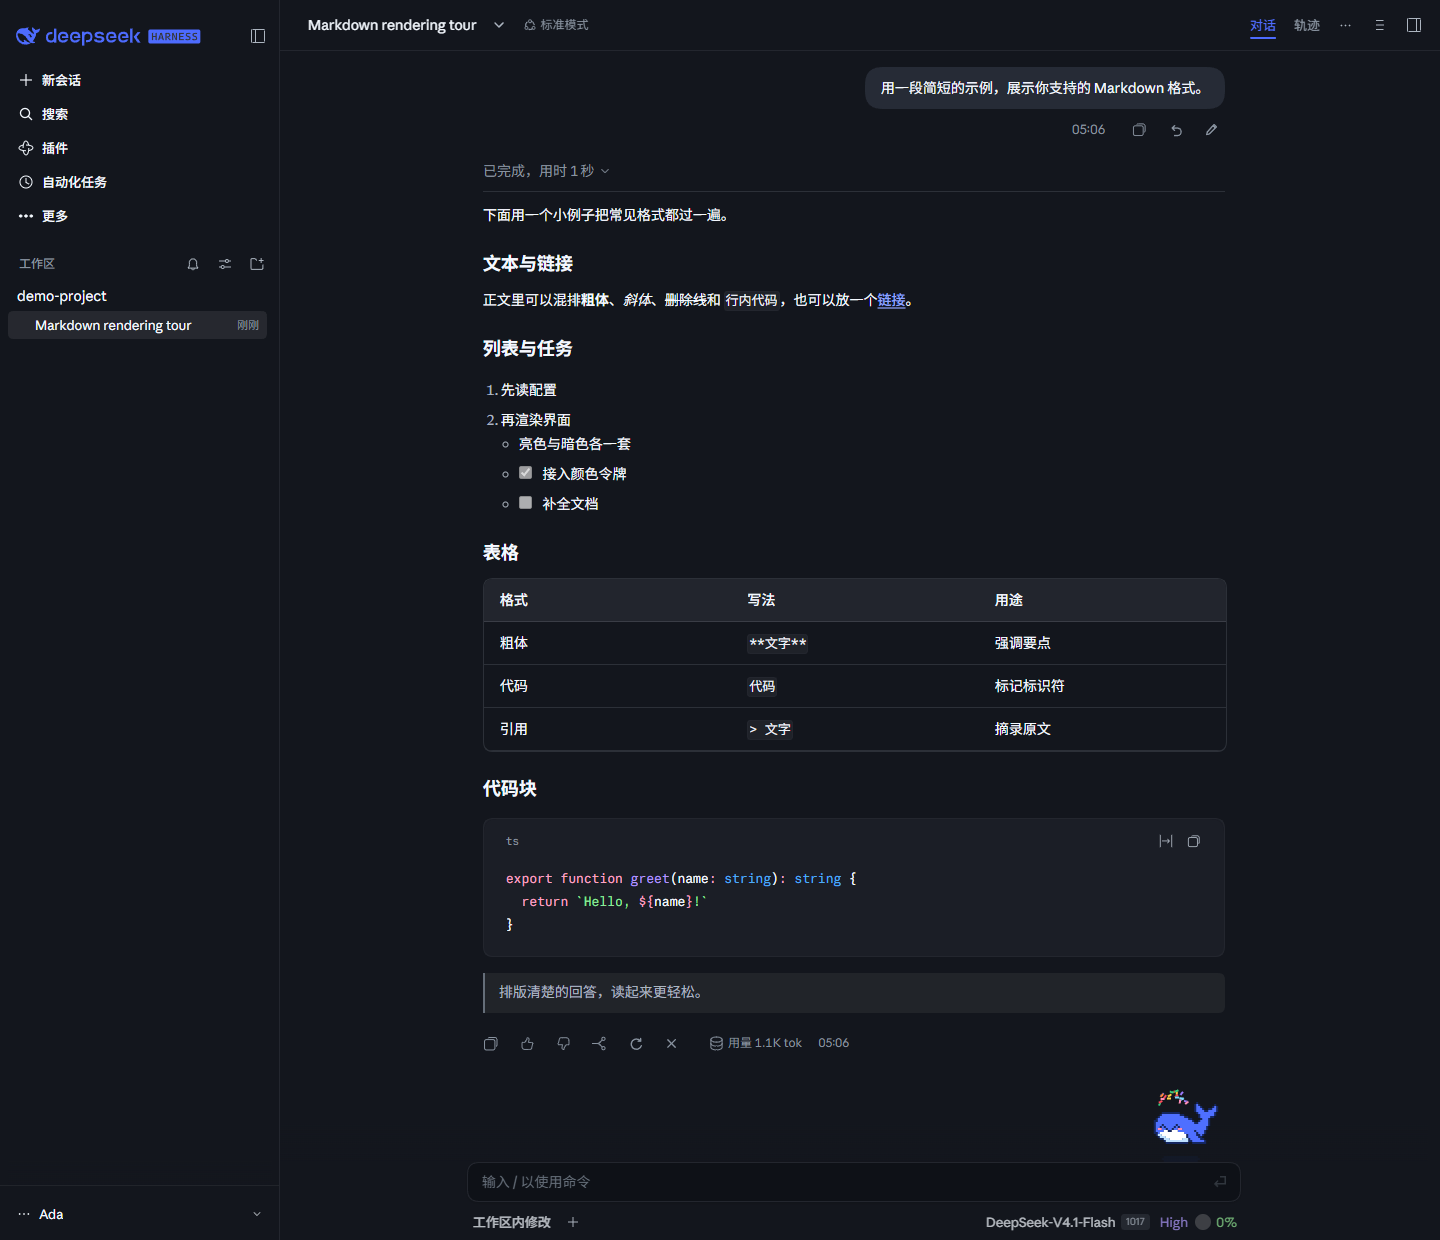 deepseek HARNESS
新会话
搜索
插件
自动化任务
更多
工作区
demo-project
Markdown rendering tour 刚刚
Ada
Markdown rendering tour 标准模式
对话 轨迹
用一段简短的示例，展示你支持的 Markdown 格式。
05:06
已完成，用时 1 秒
下面用一个小例子把常见格式都过一遍。
文本与链接
正文里可以混排粗体、斜体、删除线和 行内代码，也可以放一个链接。
列表与任务
1. 先读配置
2. 再渲染界面
亮色与暗色各一套
接入颜色令牌
补全文档
表格
格式 写法 用途
粗体 **文字** 强调要点
代码 代码 标记标识符
引用 > 文字 摘录原文
代码块
ts
export function greet(name: string): string {
return `Hello, ${name}!`
}
排版清楚的回答，读起来更轻松。
用量 1.1K tok 05:06
输入 / 以使用命令
工作区内修改
DeepSeek-V4.1-Flash 1017 High 0%